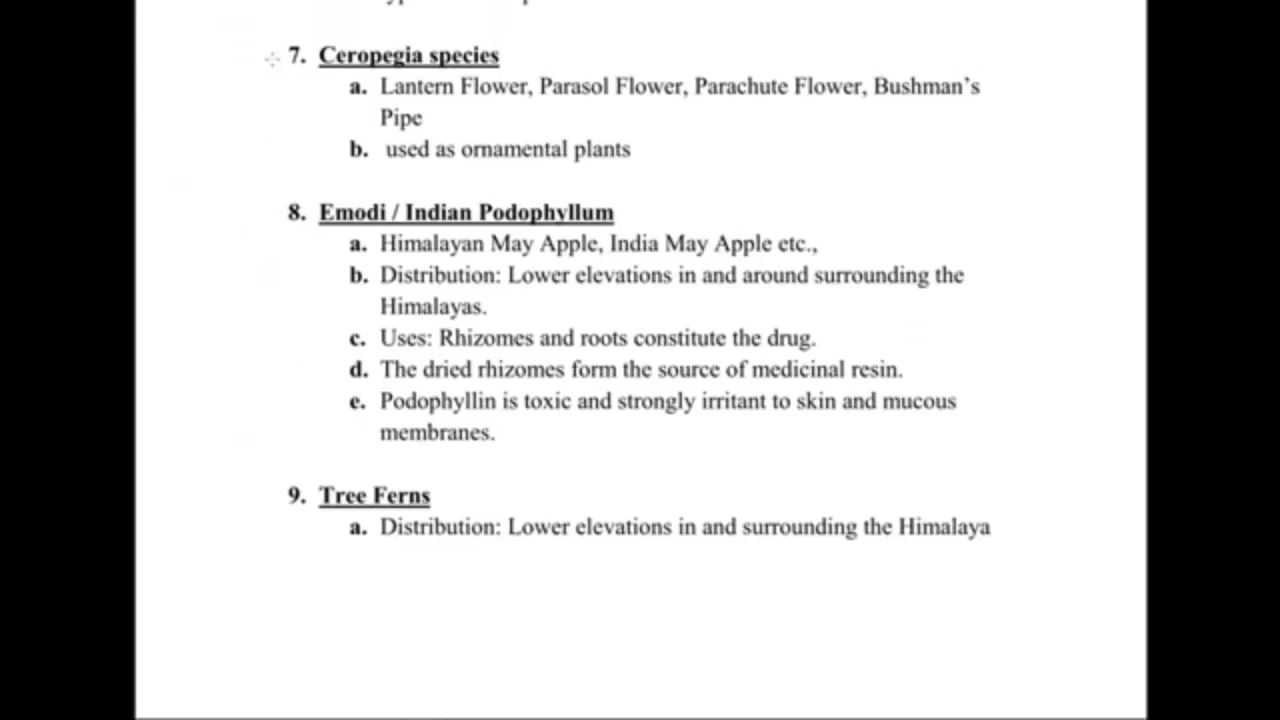 7. Ceropegia species
a. Lantern Flower, Parasol Flower, Parachute Flower, Bushman's
Pipe
b. used as ornamental plants
8. Emodi / Indian Podophyllum
a. Himalayan May Apple, India May Apple etc.,
b. Distribution: Lower elevations in and around surrounding the
Himalayas.
c. Uses: Rhizomes and roots constitute the drug.
d. The dried rhizomes form the source of medicinal resin.
e. Podophyllin is toxic and strongly irritant to skin and mucous
membranes.
9. Tree Ferns
a. Distribution: Lower elevations in and surrounding the Himalaya